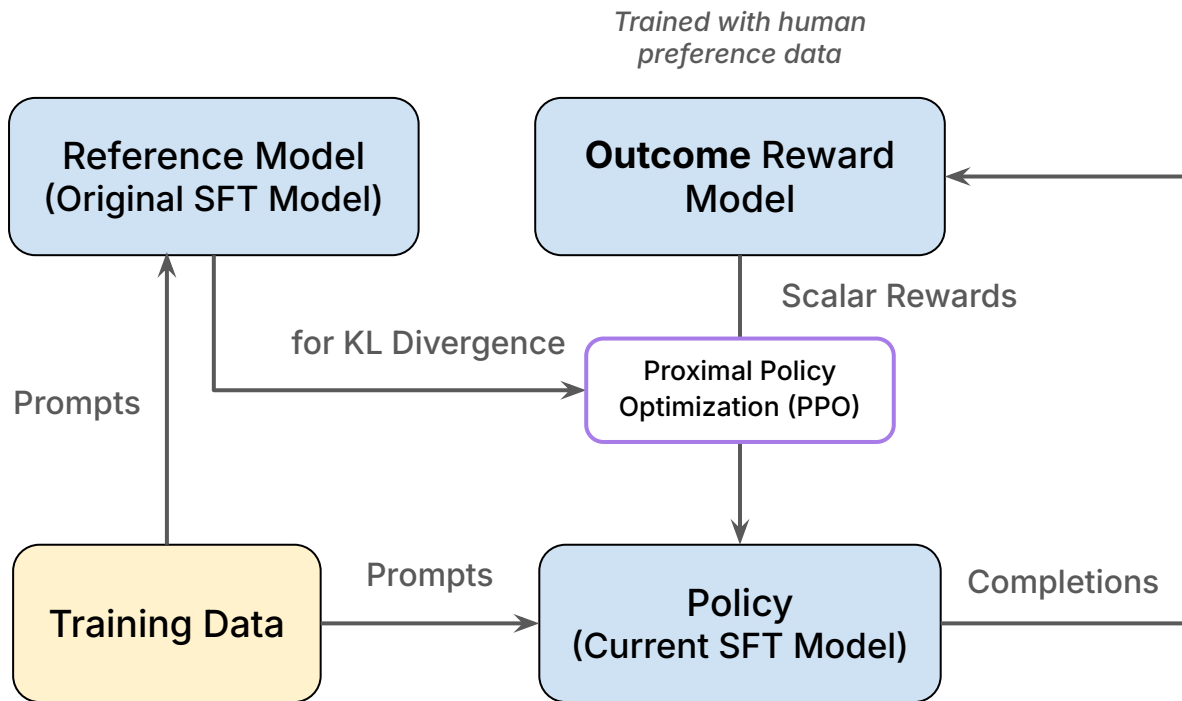 Trained with human
preference data
Reference Model
(Original SFT Model)
Outcome Reward
Model
Scalar Rewards
for KL Divergence
Proximal Policy
Optimization (PPO)
Prompts
Training Data
Prompts
Policy
(Current SFT Model)
Completions